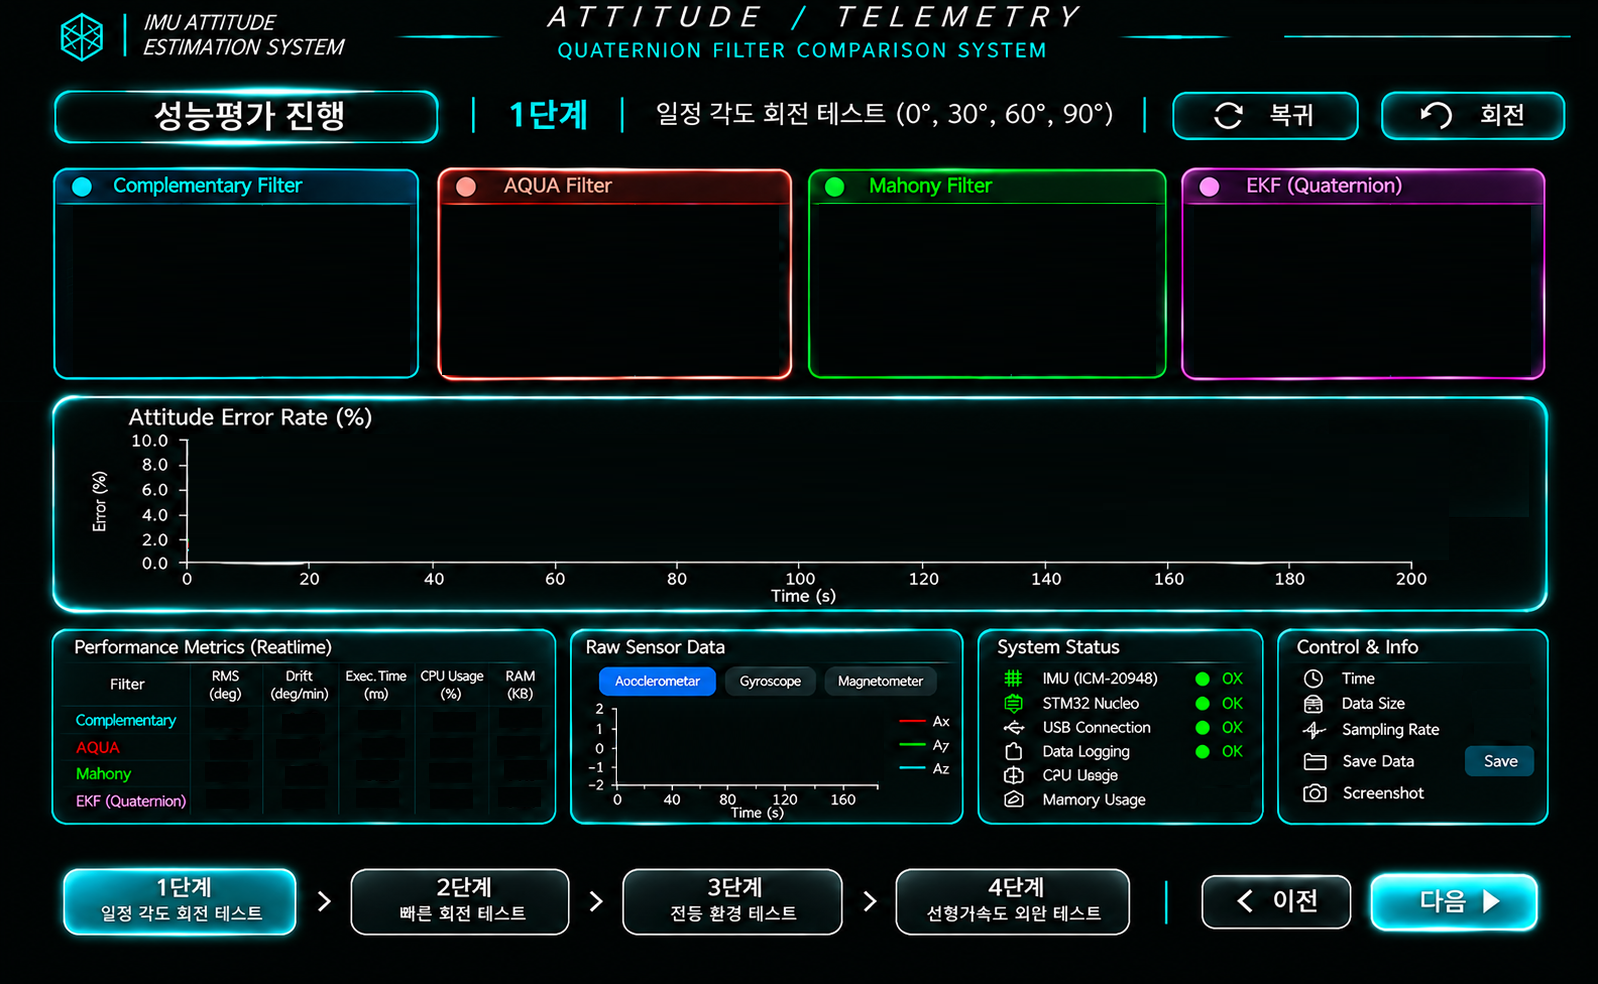 IMU ATTITUDE
ESTIMATION SYSTEM
ATTITUDE / TELEMETRY
QUATERNION FILTER COMPARISON SYSTEM
성능평가 진행
1단계
일정 각도 회전 테스트 (0°, 30°, 60°, 90°)
복귀
회전
Complementary Filter
AQUA Filter
Mahony Filter
EKF (Quaternion)
Attitude Error Rate (%)
Error (%)
10.0
8.0
6.0
4.0
2.0
0.0
0 20 40 60 80 100 120 140 160 180 200
Time (s)
Performance Metrics (Reatlime)
Filter
RMS
(deg)
Drift
(deg/min)
Exec. Time
(m)
CPU Usage
(%)
RAM
(KB)
Complementary
AQUA
Mahony
EKF (Quaternion)
Raw Sensor Data
Aocclerometar
Gyroscope
Magnetometer
2
1
0
−1
−2
0 40 80 120 160
Time (s)
Ax
A7
Az
System Status
IMU (ICM-20948) OX
STM32 Nucleo OK
USB Connection OX
Data Logging OK
CPU Usage
Mamory Usage
Control & Info
Time
Data Size
Sampling Rate
Save Data
Save
Screenshot
1단계
일정 각도 회전 테스트
2단계
빠른 회전 테스트
3단계
전등 환경 테스트
4단계
선형가속도 외완 테스트
이전
다음